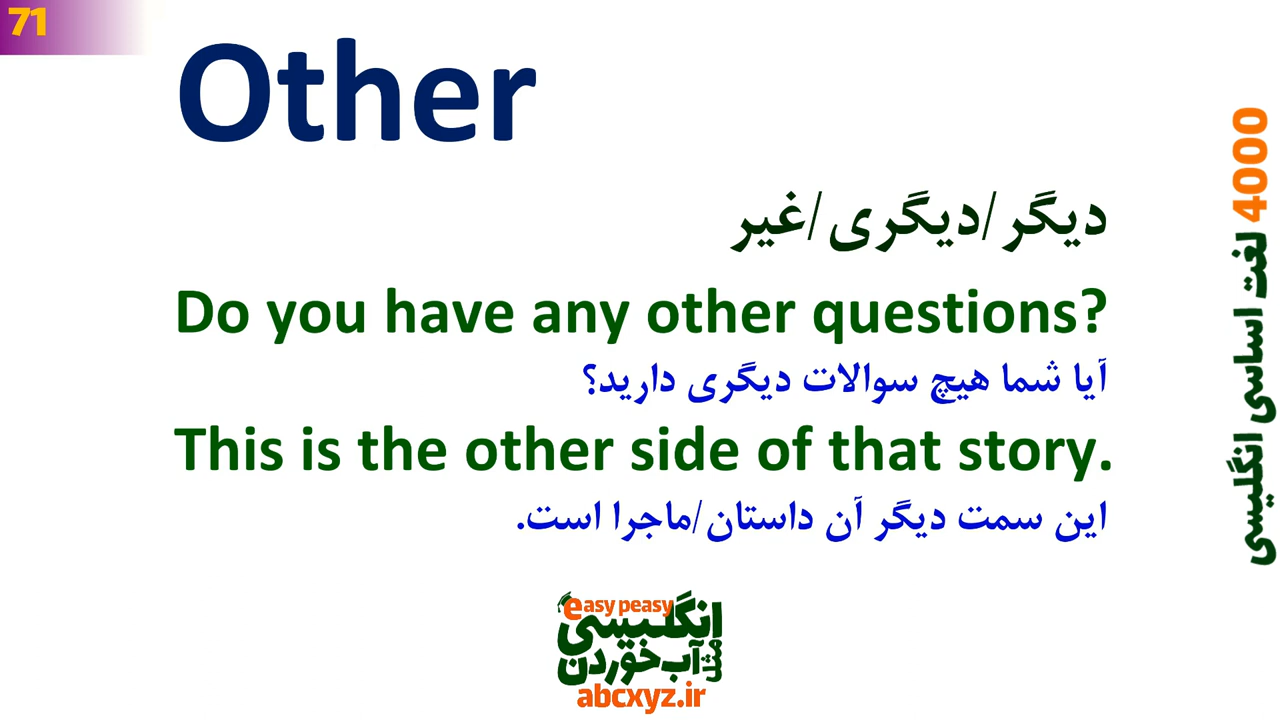 71
Other
دیگر/دیگری/غیر
Do you have any other questions?
آیا شما هیچ سوالات دیگری دارید؟
This is the other side of that story.
این سمت دیگر آن داستان/ماجرا است.
4000 لغت اساسی انگلیسی
easy peasy
انگلیسی
مثل آب خوردن
abcxyz.ir